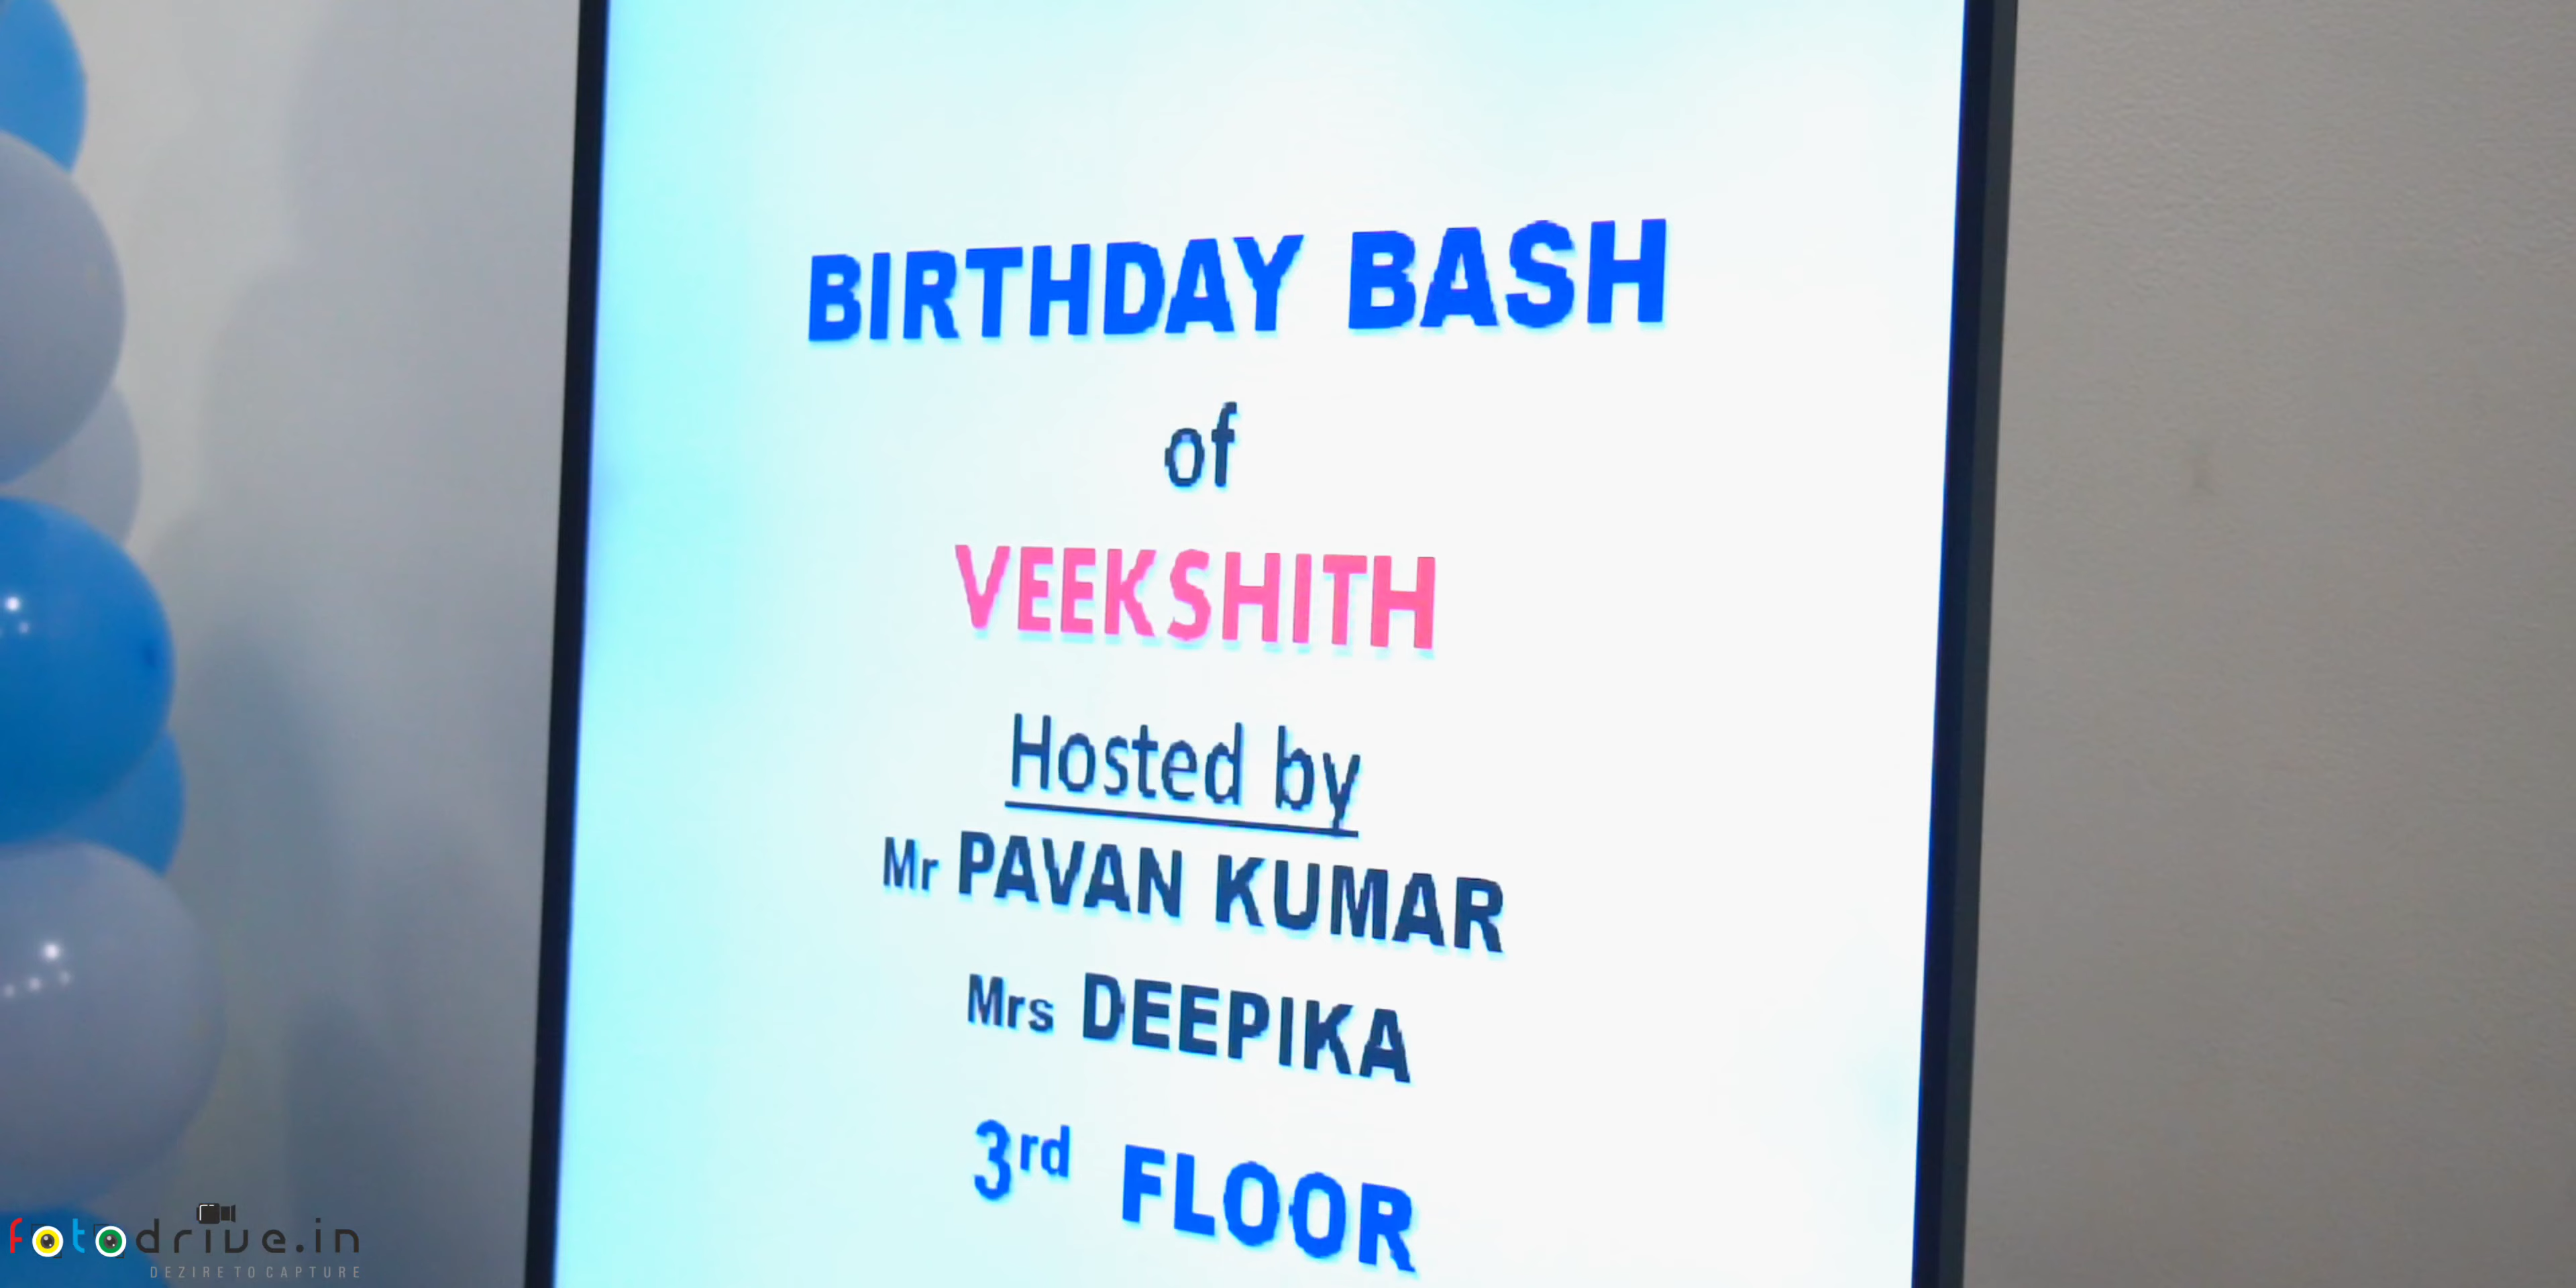 BIRTHDAY BASH
of
VEEKSHITH
Hosted by
Mr PAVAN KUMAR
Mrs DEEPIKA
3rd FLOOR
fotodrive.in
DEZIRE TO CAPTURE